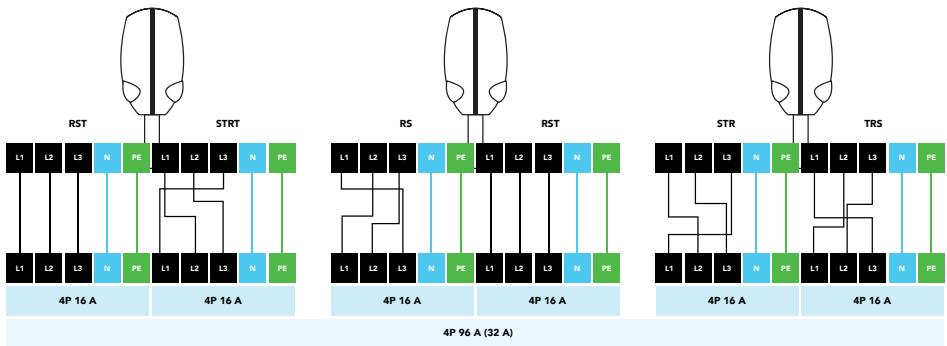 RST STRT RS RST STR TRS
L1 L2 L3 N PE L1 L2 L3 N PE L1 L2 L3 N PE L1 L2 L3 N PE L1 L2 L3 N PE L1 L2 L3 N PE
L1 L2 L3 N PE L1 L2 L3 N PE L1 L2 L3 N PE L1 L2 L3 N PE L1 L2 L3 N PE L1 L2 L3 N PE
4P 16 A 4P 16 A 4P 16 A 4P 16 A 4P 16 A 4P 16 A
4P 96 A (32 A)